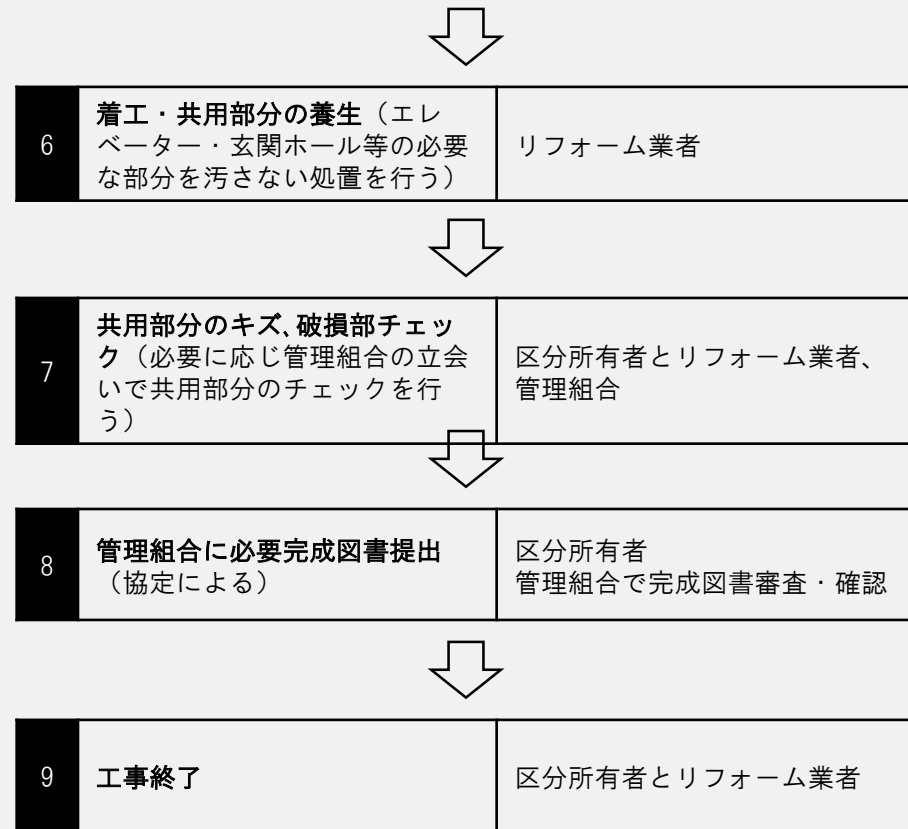 6
着工・共用部分の養生（エレ
ベーター・玄関ホール等の必要
な部分を汚さない処置を行う）
リフォーム業者
7
共用部分のキズ、破損部チェッ
ク（必要に応じ管理組合の立会
いで共用部分のチェックを行
う）
区分所有者とリフォーム業者、
管理組合
8
管理組合に必要完成図書提出
（協定による）
区分所有者
管理組合で完成図書審査・確認
9
工事終了
区分所有者とリフォーム業者